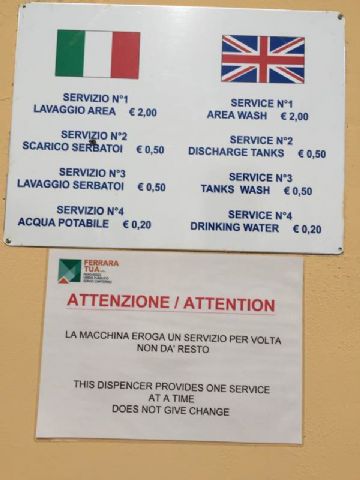 SERVIZIO N°1
LAVAGGIO AREA € 2,00
SERVIZIO N°2
SCARICO SERBATOI € 0,50
SERVIZIO N°3
LAVAGGIO SERBATOI € 0,50
SERVIZIO N°4
ACQUA POTABILE € 0,20
SERVICE N°1
AREA WASH € 2,00
SERVICE N°2
DISCHARGE TANKS € 0,50
SERVICE N°3
TANKS WASH € 0,50
SERVICE N°4
DRINKING WATER € 0,20
FERRARA
TUA
ATTENZIONE / ATTENTION
LA MACCHINA EROGA UN SERVIZIO PER VOLTA
NON DA' RESTO
THIS DISPENCER PROVIDES ONE SERVICE
AT A TIME
DOES NOT GIVE CHANGE